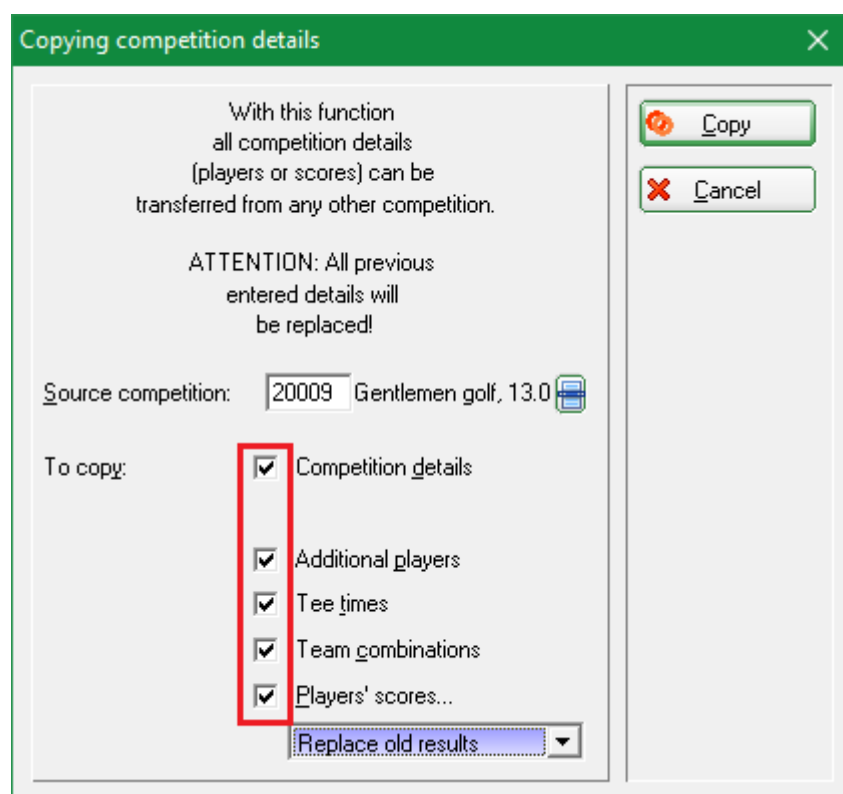 Copying competition details
With this function
all competition details
(players or scores) can be
transferred from any other competition.
ATTENTION: All previous
entered details will
be replaced!
Source competition: 20009 Gentlemen golf, 13.0
To copy: Competition details
Additional players
Tee times
Team combinations
Players' scores...
Replace old results
Copy
Cancel